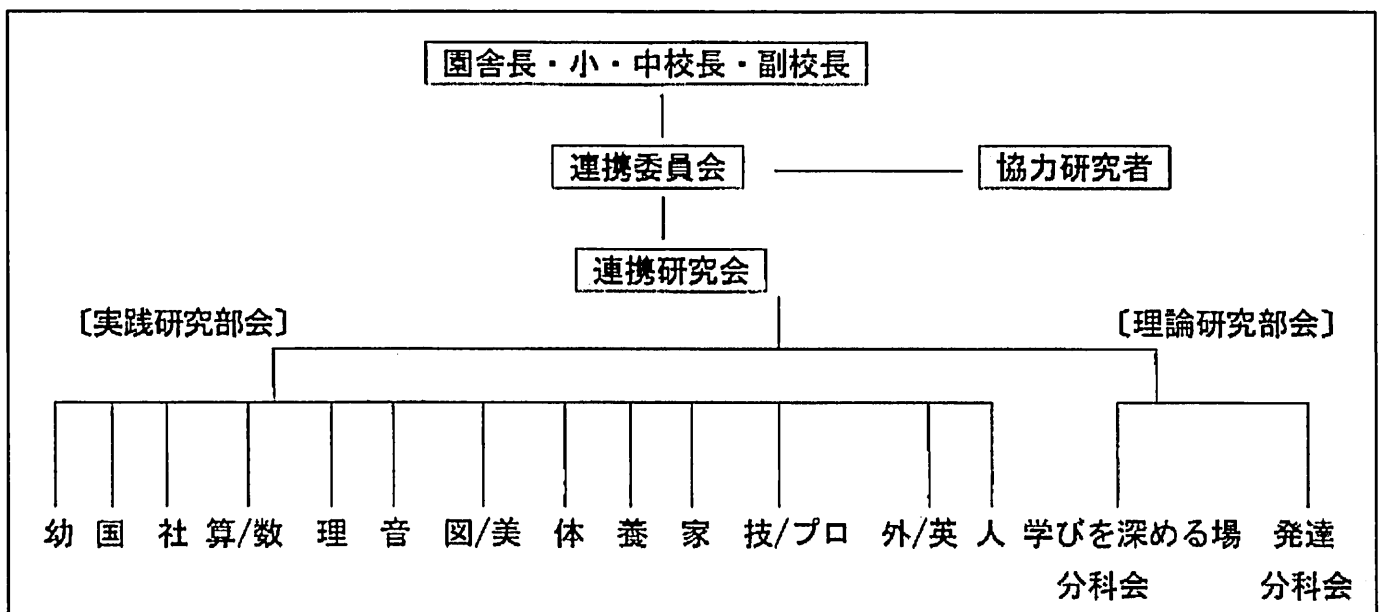 園舎長・小・中校長・副校長
連携委員会 協力研究者
連携研究会
〔実践研究部会〕 〔理論研究部会〕
幼 国 社 算/数 理 音 図/美 体 養 家 技/プロ 外/英 人 学びを深める場 発達
分科会 分科会